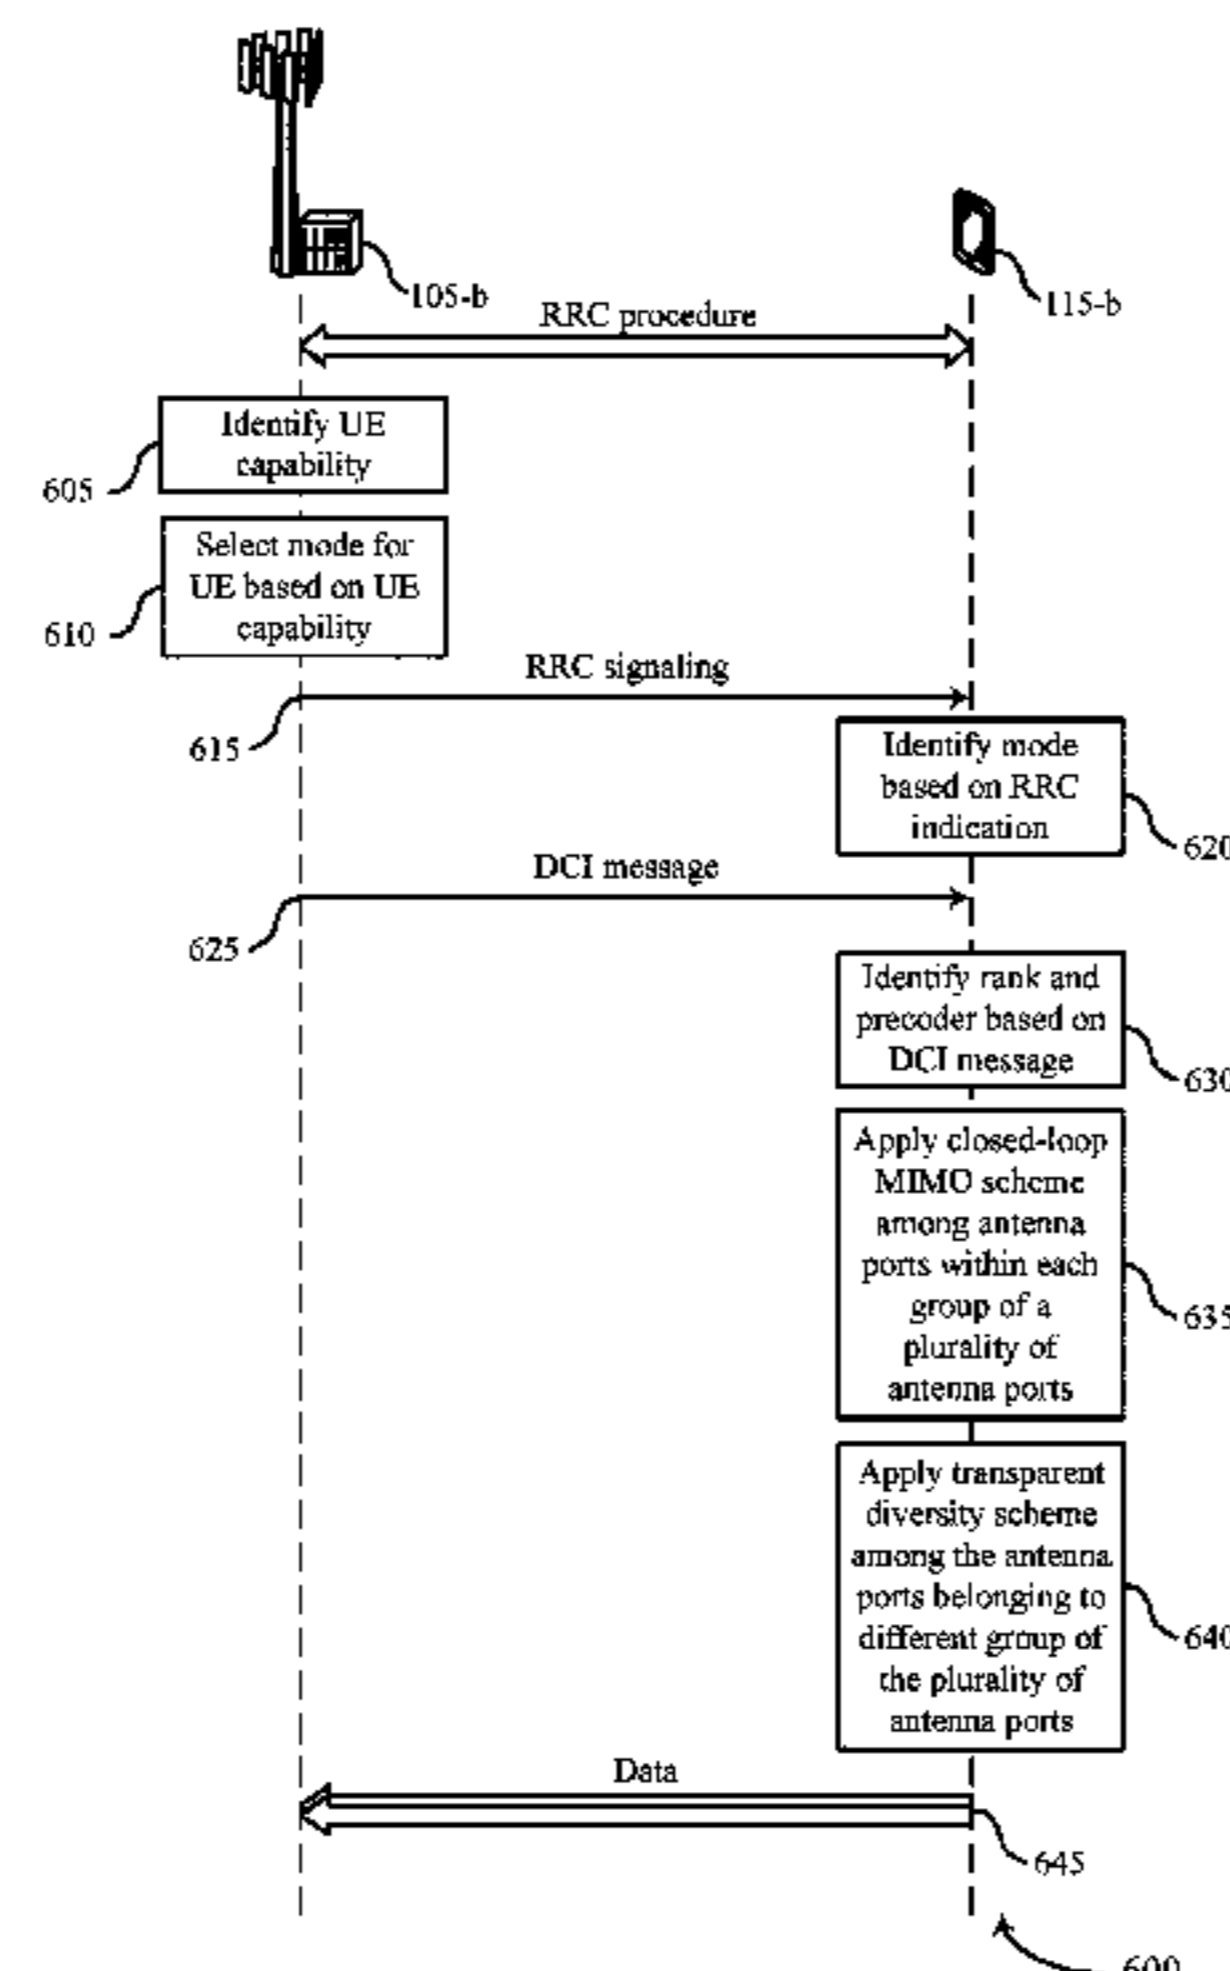 105-b
115-b
RRC procedure
Identify UE
capability
605
Select mode for
UE based on UE
capability
610
RRC signaling
615
Identify mode
based on RRC
indication
620
DCI message
625
Identify rank and
precoder based on
DCI message
630
Apply closed-loop
MIMO scheme
among antenna
ports within each
group of a
plurality of
antenna ports
635
Apply transparent
diversity scheme
among the antenna
ports belonging to
different group of
the plurality of
antenna ports
640
Data
645
600